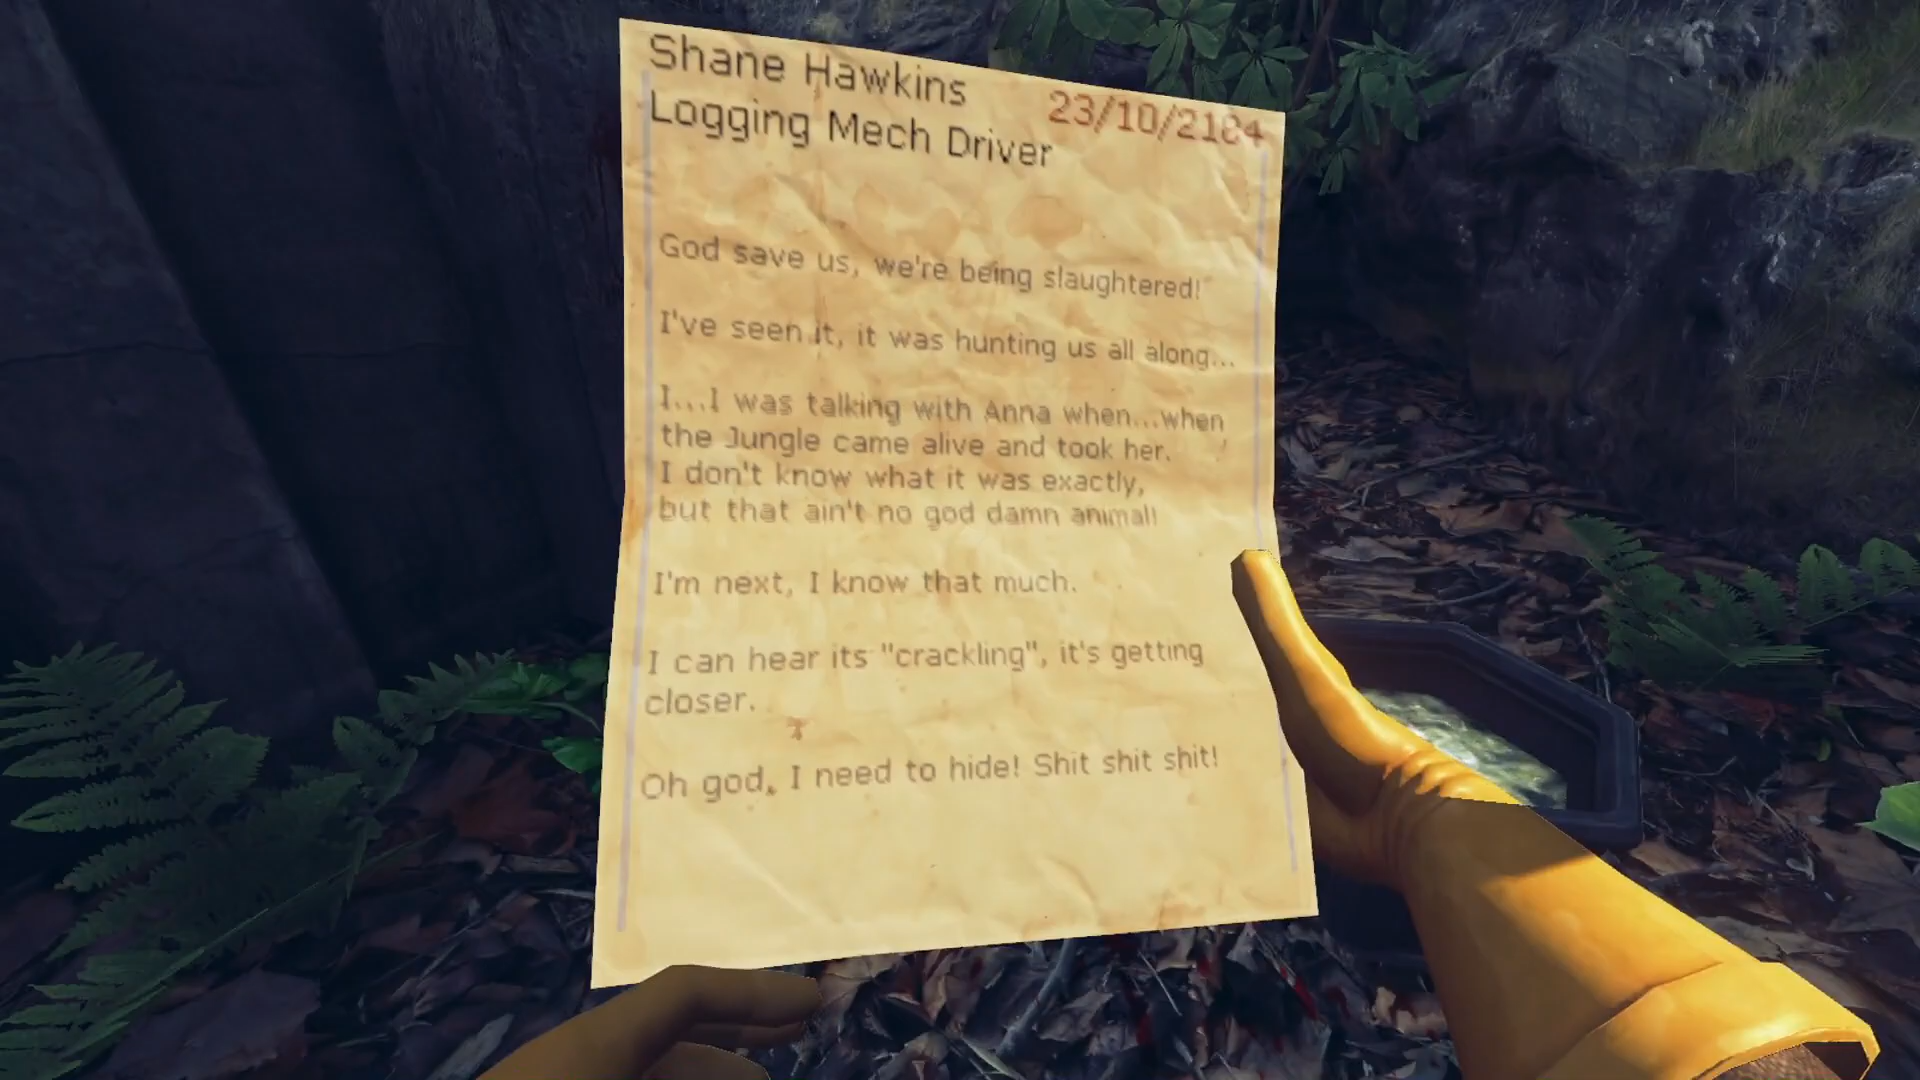 Shane Hawkins
Logging Mech Driver
23/10/2184
God save us, we're being slaughtered!
I've seen it, it was hunting us all along...
I...I was talking with Anna when...when
the Jungle came alive and took her.
I don't know what it was exactly,
but that ain't no god damn animal!
I'm next, I know that much.
I can hear its "crackling", it's getting
closer.
Oh god, I need to hide! Shit shit shit!